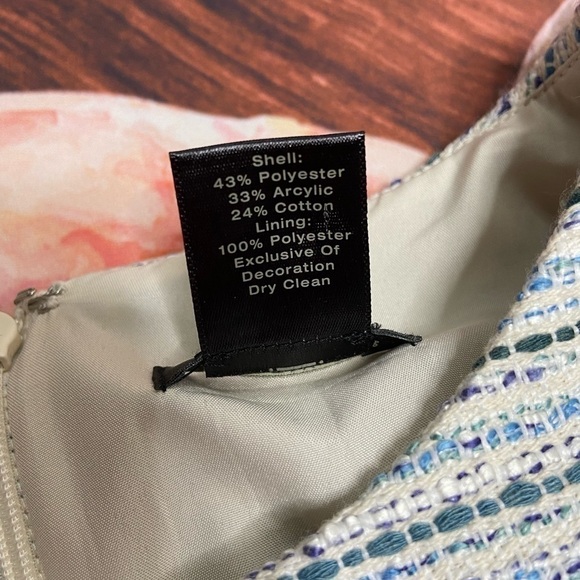 Shell:
43% Polyester
33% Arcylic
24% Cotton
Lining:
100% Polyester
Exclusive Of
Decoration
Dry Clean